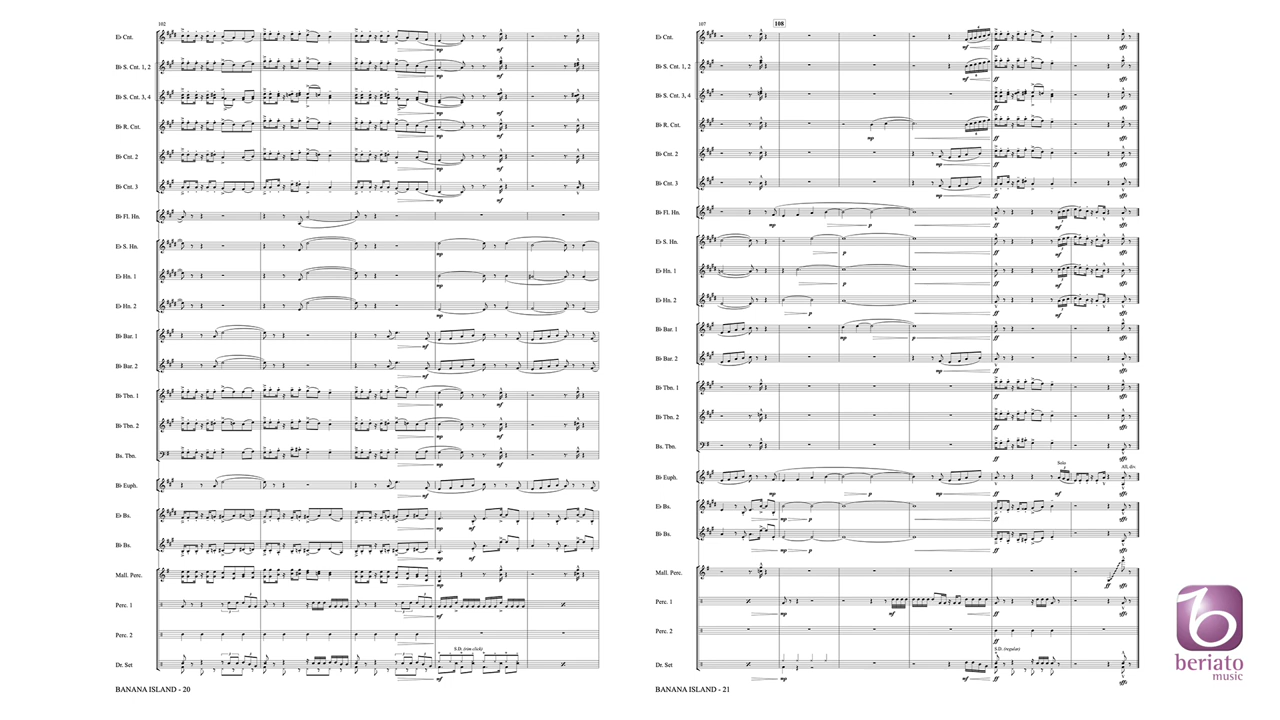 102
E♭ Cnt.
B♭ S. Cnt. 1, 2
B♭ S. Cnt. 3, 4
B♭ R. Cnt.
B♭ Cnt. 2
B♭ Cnt. 3
B♭ Fl. Hn.
E♭ S. Hn.
E♭ Hn. 1
E♭ Hn. 2
B♭ Bar. 1
B♭ Bar. 2
B♭ Tbn. 1
B♭ Tbn. 2
Bs. Tbn.
B♭ Euph.
E♭ Bs.
B♭ Bs.
Mall. Perc.
Perc. 1
Perc. 2
S.D. (rim-click)
Dr. Set
BANANA ISLAND - 20
107
108
E♭ Cnt.
B♭ S. Cnt. 1, 2
B♭ S. Cnt. 3, 4
B♭ R. Cnt.
B♭ Cnt. 2
B♭ Cnt. 3
B♭ Fl. Hn.
E♭ S. Hn.
E♭ Hn. 1
E♭ Hn. 2
B♭ Bar. 1
B♭ Bar. 2
B♭ Tbn. 1
B♭ Tbn. 2
Bs. Tbn.
Solo
All, div.
B♭ Euph.
E♭ Bs.
B♭ Bs.
Mall. Perc.
Perc. 1
Perc. 2
S.D. (regular)
Dr. Set
BANANA ISLAND - 21
beriato
music